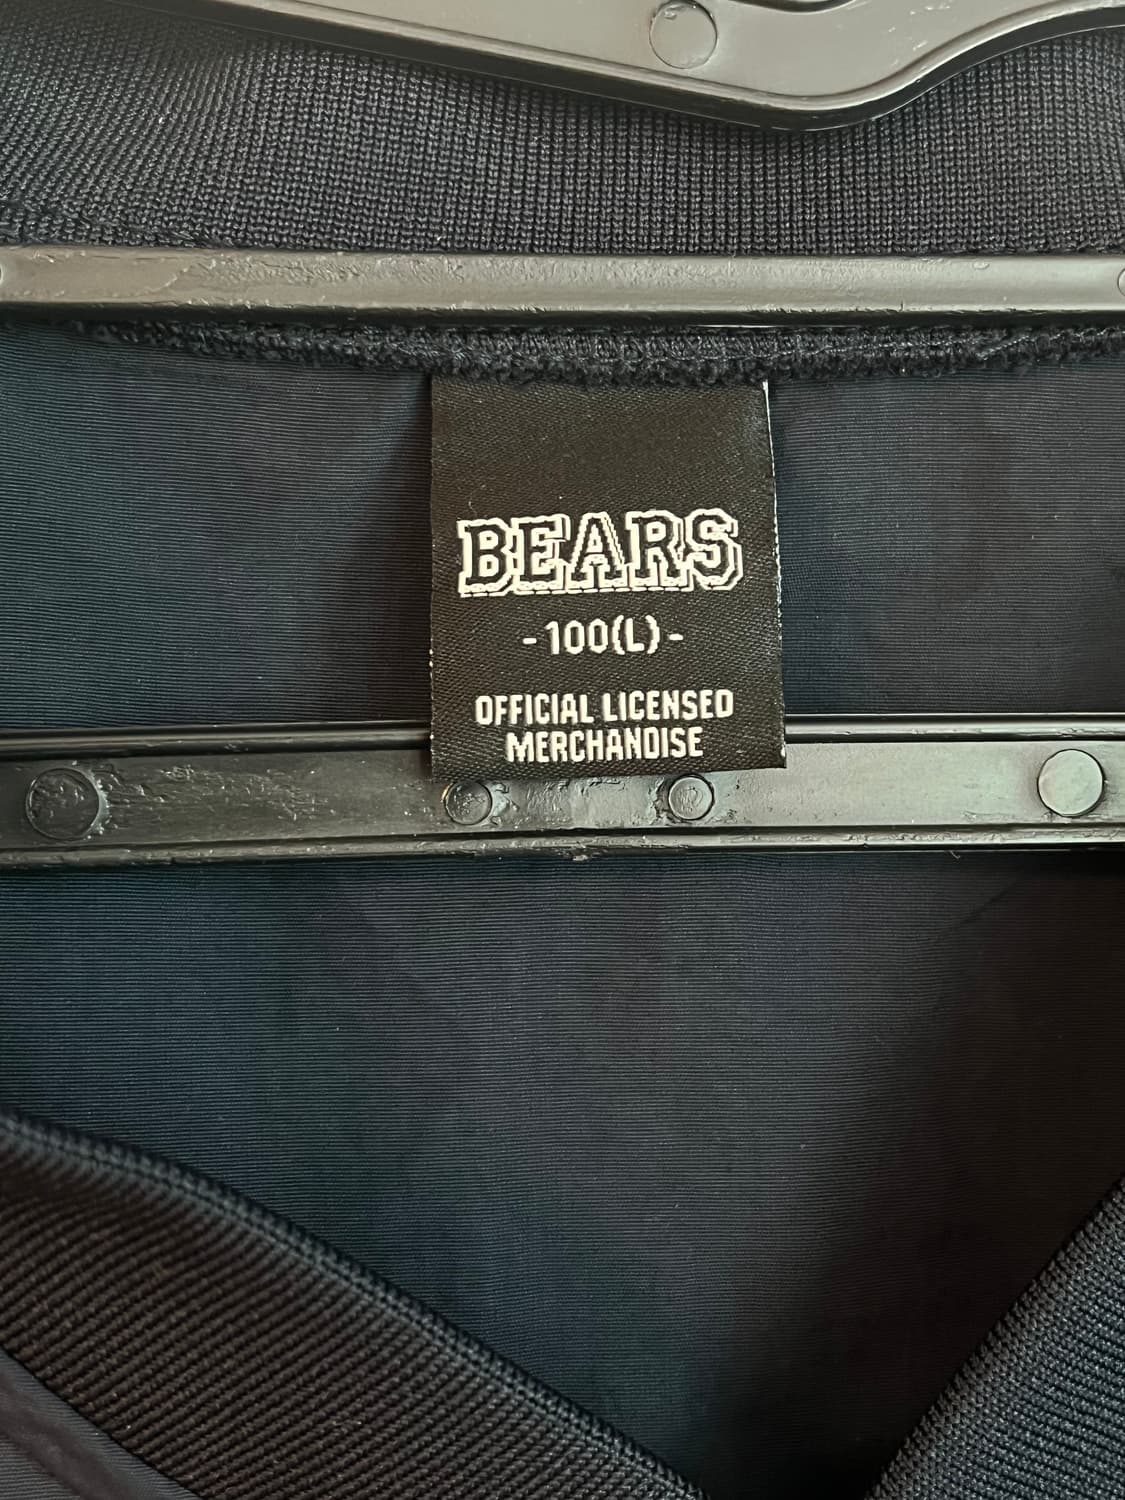 BEARS
-100(L)-
OFFICIAL LICENSED
MERCHANDISE